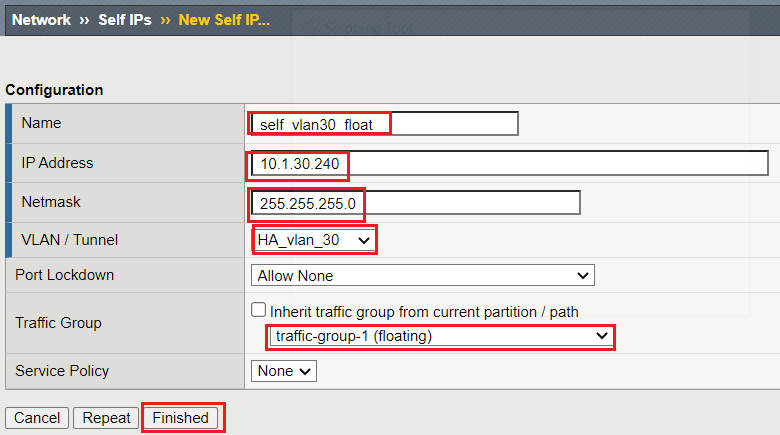 Network ›› Self IPs ›› New Self IP...
Configuration
Name self_vlan30_float
IP Address 10.1.30.240
Netmask 255.255.255.0
VLAN / Tunnel HA_vlan_30
Port Lockdown Allow None
Traffic Group Inherit traffic group from current partition / path
traffic-group-1 (floating)
Service Policy None
Cancel Repeat Finished